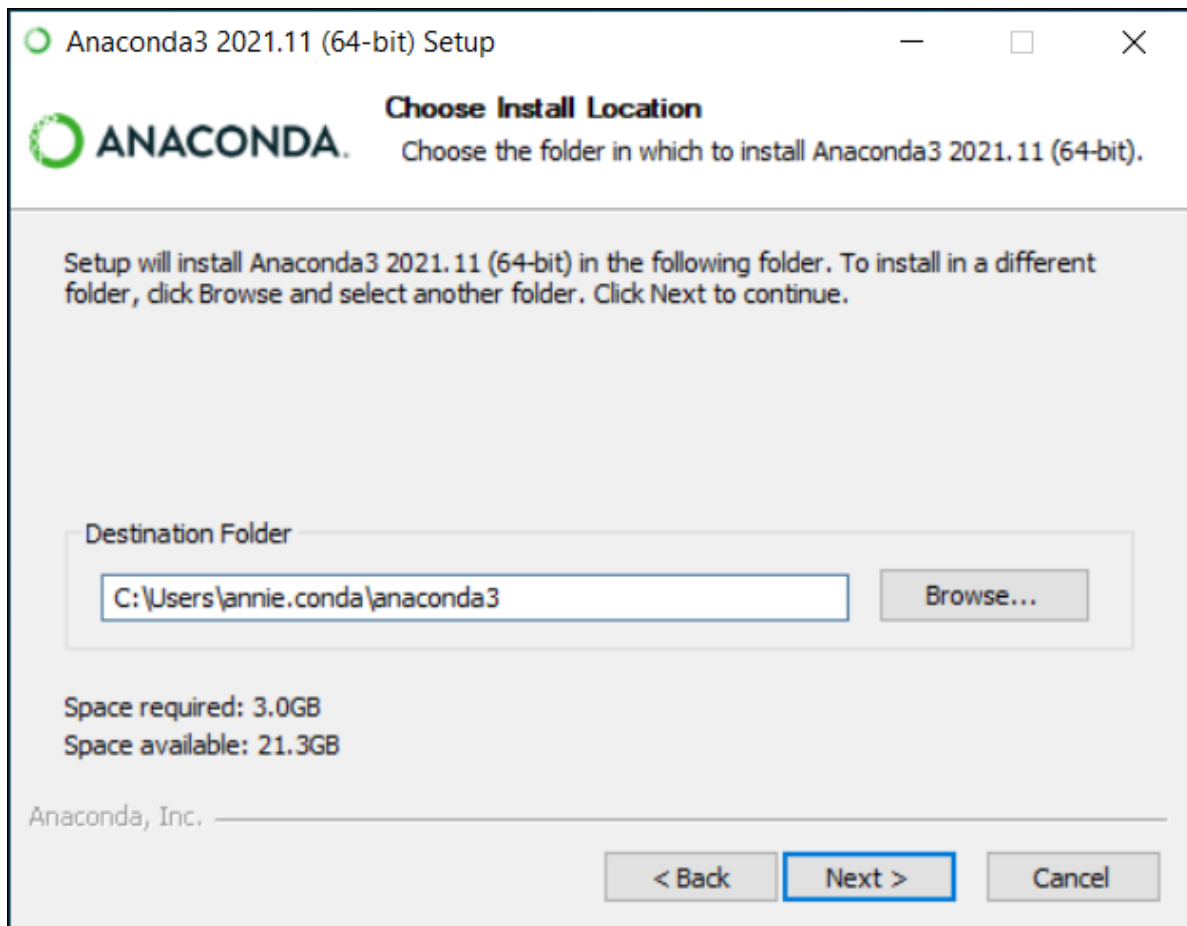 Anaconda3 2021.11 (64-bit) Setup
ANACONDA.
Choose Install Location
Choose the folder in which to install Anaconda3 2021.11 (64-bit).
Setup will install Anaconda3 2021.11 (64-bit) in the following folder. To install in a different
folder, click Browse and select another folder. Click Next to continue.
Destination Folder
C:\Users\annie.conda\anaconda3
Browse...
Space required: 3.0GB
Space available: 21.3GB
Anaconda, Inc.
< Back
Next >
Cancel